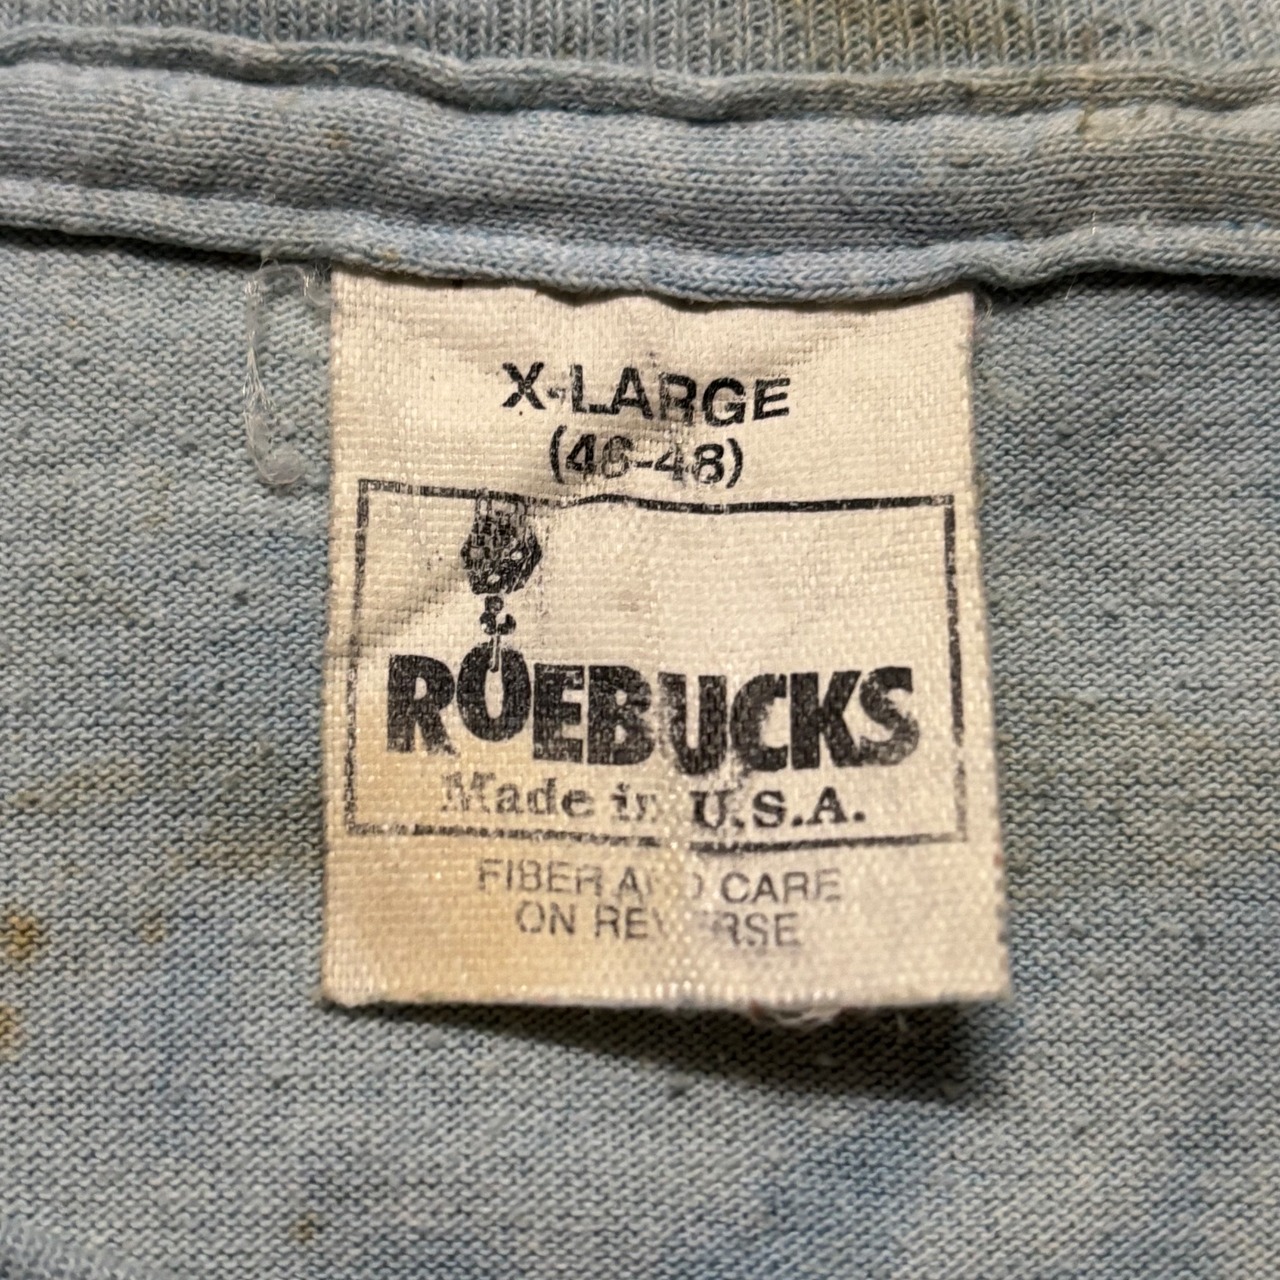 X-LARGE
(46-48)
ROEBUCKS
Made in U.S.A.
FIBER AND CARE
ON REVERSE